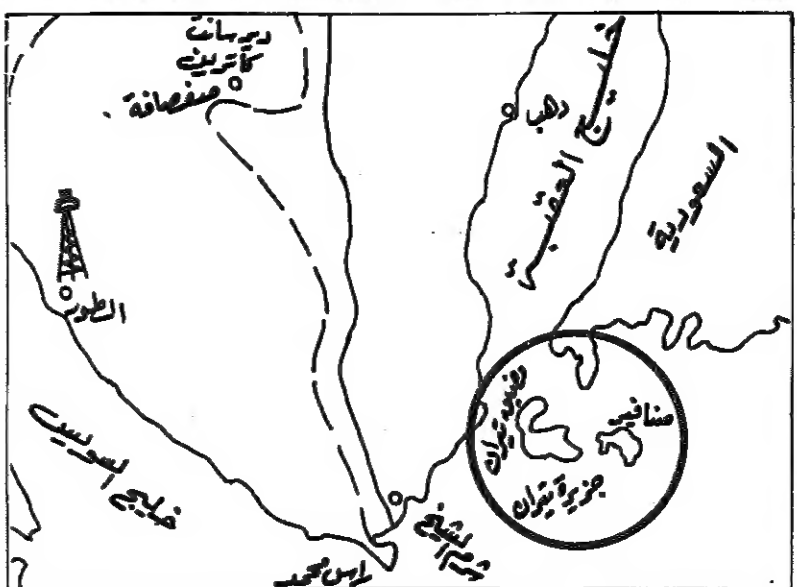 دير سانت
كاترين
صفصافة
خليج العقبة
دهب
السعودية
الطور
خليج السويس
راس محمد
شرم الشيخ
مضيق تيران
جزيرة تيران
صنافير